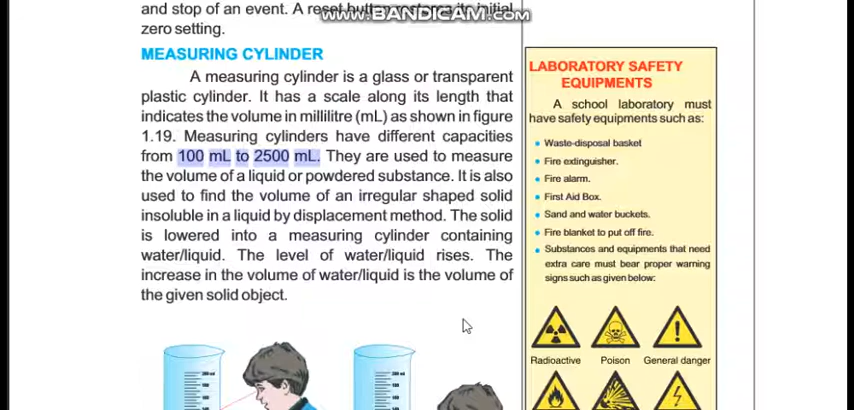 and stop of an event. A reset button restores its initial
www.BANDICAM.com
zero setting.
MEASURING CYLINDER
A measuring cylinder is a glass or transparent
plastic cylinder. It has a scale along its length that
indicates the volume in millilitre (mL) as shown in figure
1.19. Measuring cylinders have different capacities
from 100 mL to 2500 mL. They are used to measure
the volume of a liquid or powdered substance. It is also
used to find the volume of an irregular shaped solid
insoluble in a liquid by displacement method. The solid
is lowered into a measuring cylinder containing
water/liquid. The level of water/liquid rises. The
increase in the volume of water/liquid is the volume of
the given solid object.
LABORATORY SAFETY
EQUIPMENTS
A school laboratory must
have safety equipments such as:
• Waste-disposal basket
• Fire extinguisher.
• Fire alarm.
• First Aid Box.
• Sand and water buckets.
• Fire blanket to put off fire.
• Substances and equipments that need
extra care must bear proper warning
signs such as given below:
Radioactive Poison General danger